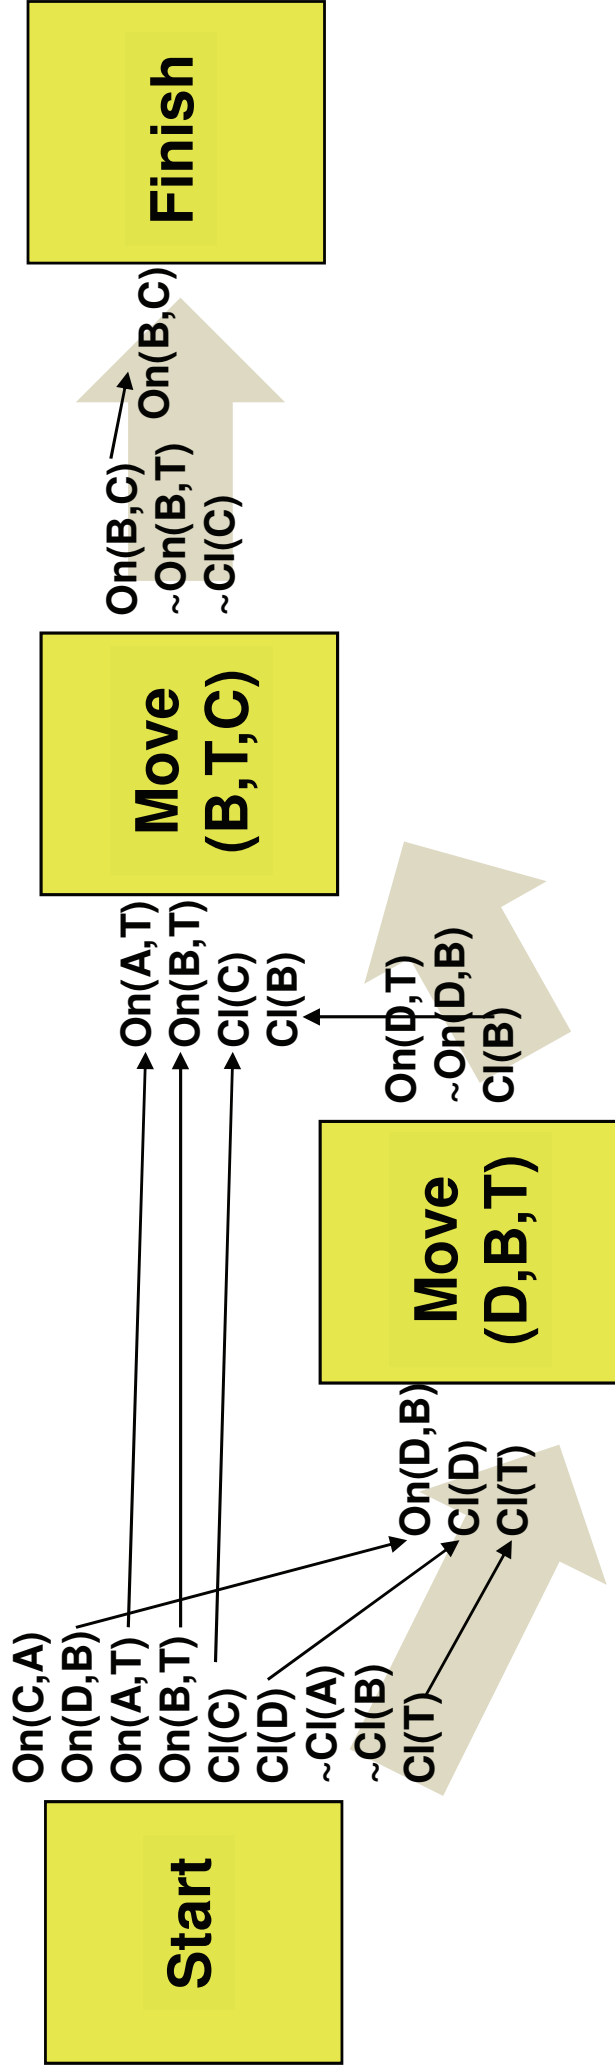 Start
On(C,A)
On(D,B)
On(A,T)
On(B,T)
Cl(C)
Cl(D)
~Cl(A)
~Cl(B)
Cl(T)
On(D,B)
Cl(D)
Cl(T)
Move
(D,B,T)
On(D,T)
~On(D,B)
Cl(B)
On(A,T)
On(B,T)
Cl(C)
Cl(B)
Move
(B,T,C)
On(B,C)
~On(B,T)
~Cl(C)
On(B,C)
Finish